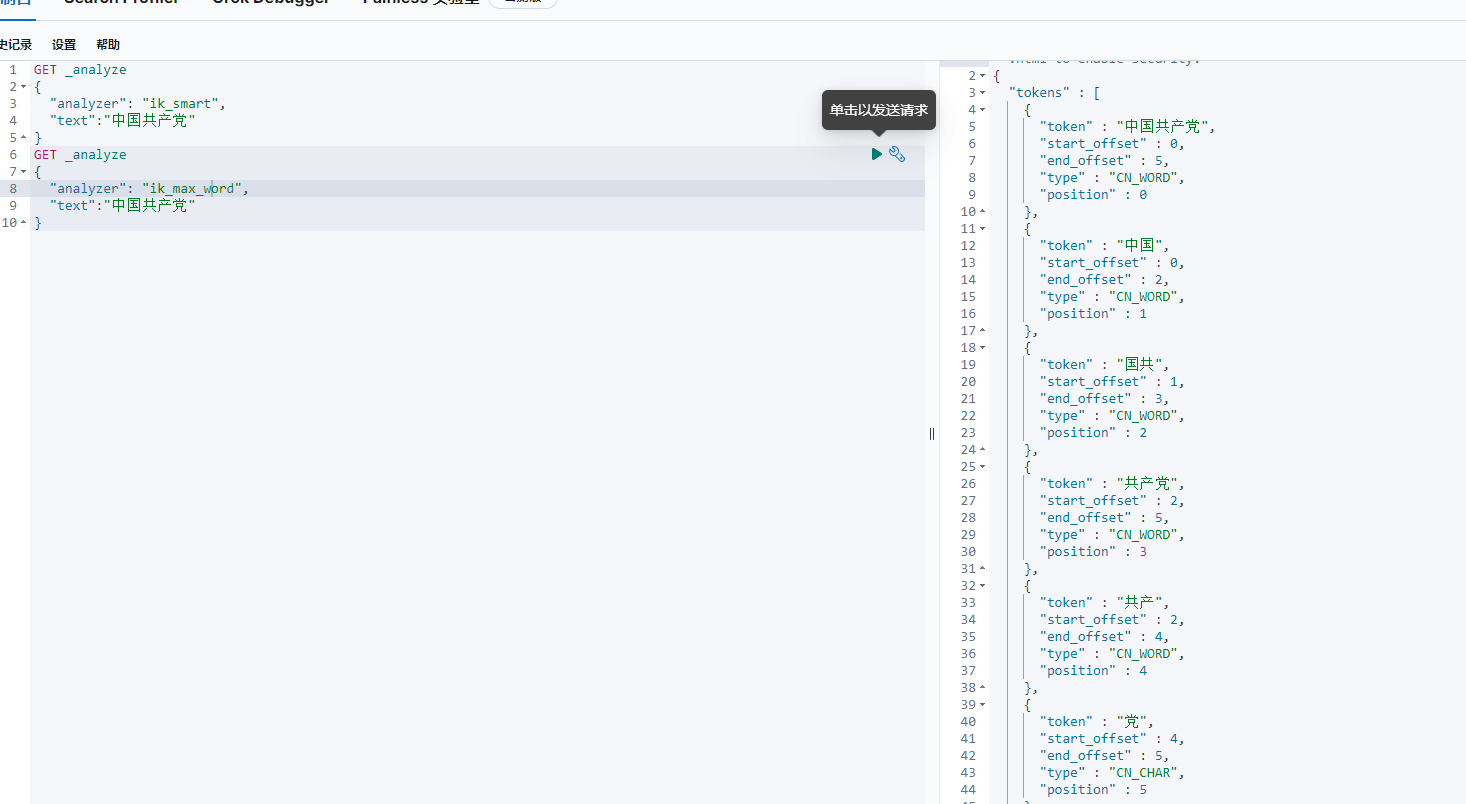 Search Profiler Grok Debugger Painless 实验室
史记录 设置 帮助
1 GET _analyze
2 {
3 "analyzer": "ik_smart",
4 "text":"中国共产党"
5 }
6 GET _analyze
7 {
8 "analyzer": "ik_max_word",
9 "text":"中国共产党"
10 }
单击以发送请求
.html to enable security.
2 {
3 "tokens" : [
4 {
5 "token" : "中国共产党",
6 "start_offset" : 0,
7 "end_offset" : 5,
8 "type" : "CN_WORD",
9 "position" : 0
10 },
11 {
12 "token" : "中国",
13 "start_offset" : 0,
14 "end_offset" : 2,
15 "type" : "CN_WORD",
16 "position" : 1
17 },
18 {
19 "token" : "国共",
20 "start_offset" : 1,
21 "end_offset" : 3,
22 "type" : "CN_WORD",
23 "position" : 2
24 },
25 {
26 "token" : "共产党",
27 "start_offset" : 2,
28 "end_offset" : 5,
29 "type" : "CN_WORD",
30 "position" : 3
31 },
32 {
33 "token" : "共产",
34 "start_offset" : 2,
35 "end_offset" : 4,
36 "type" : "CN_WORD",
37 "position" : 4
38 },
39 {
40 "token" : "党",
41 "start_offset" : 4,
42 "end_offset" : 5,
43 "type" : "CN_CHAR",
44 "position" : 5